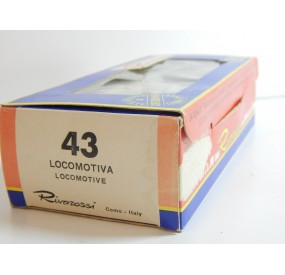 43
LOCOMOTIVA
LOCOMOTIVE
Rivarossi
Como - Italy